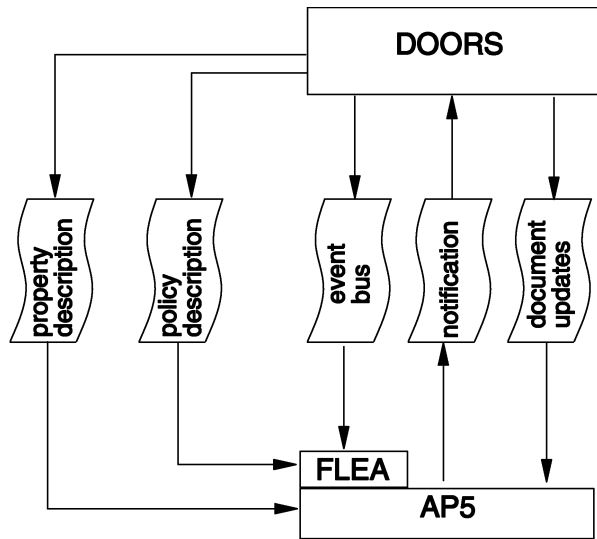 DOORS
property
description
policy
description
event
bus
notification
document
updates
FLEA
AP5